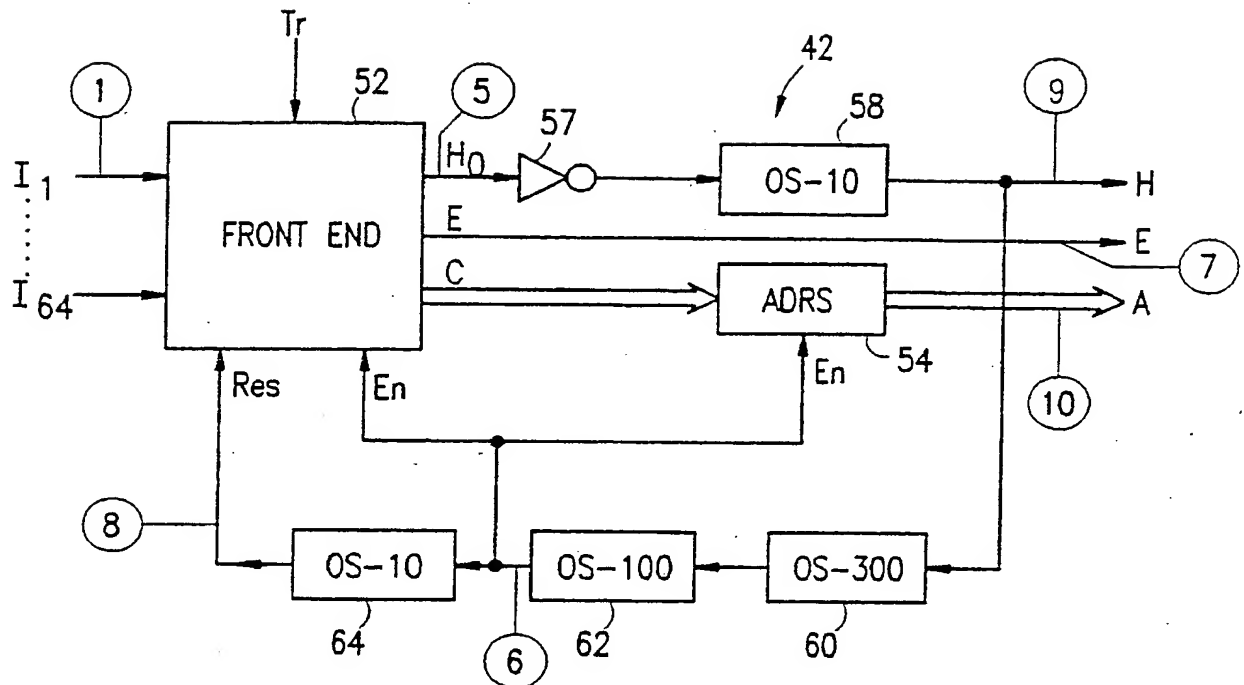 Tr
42
1
52
5
57
58
9
I1
H0
OS-10
H
FRONT END
E
E
7
I64
C
ADRS
A
54
Res
En
En
10
8
OS-10
OS-100
OS-300
64
6
62
60